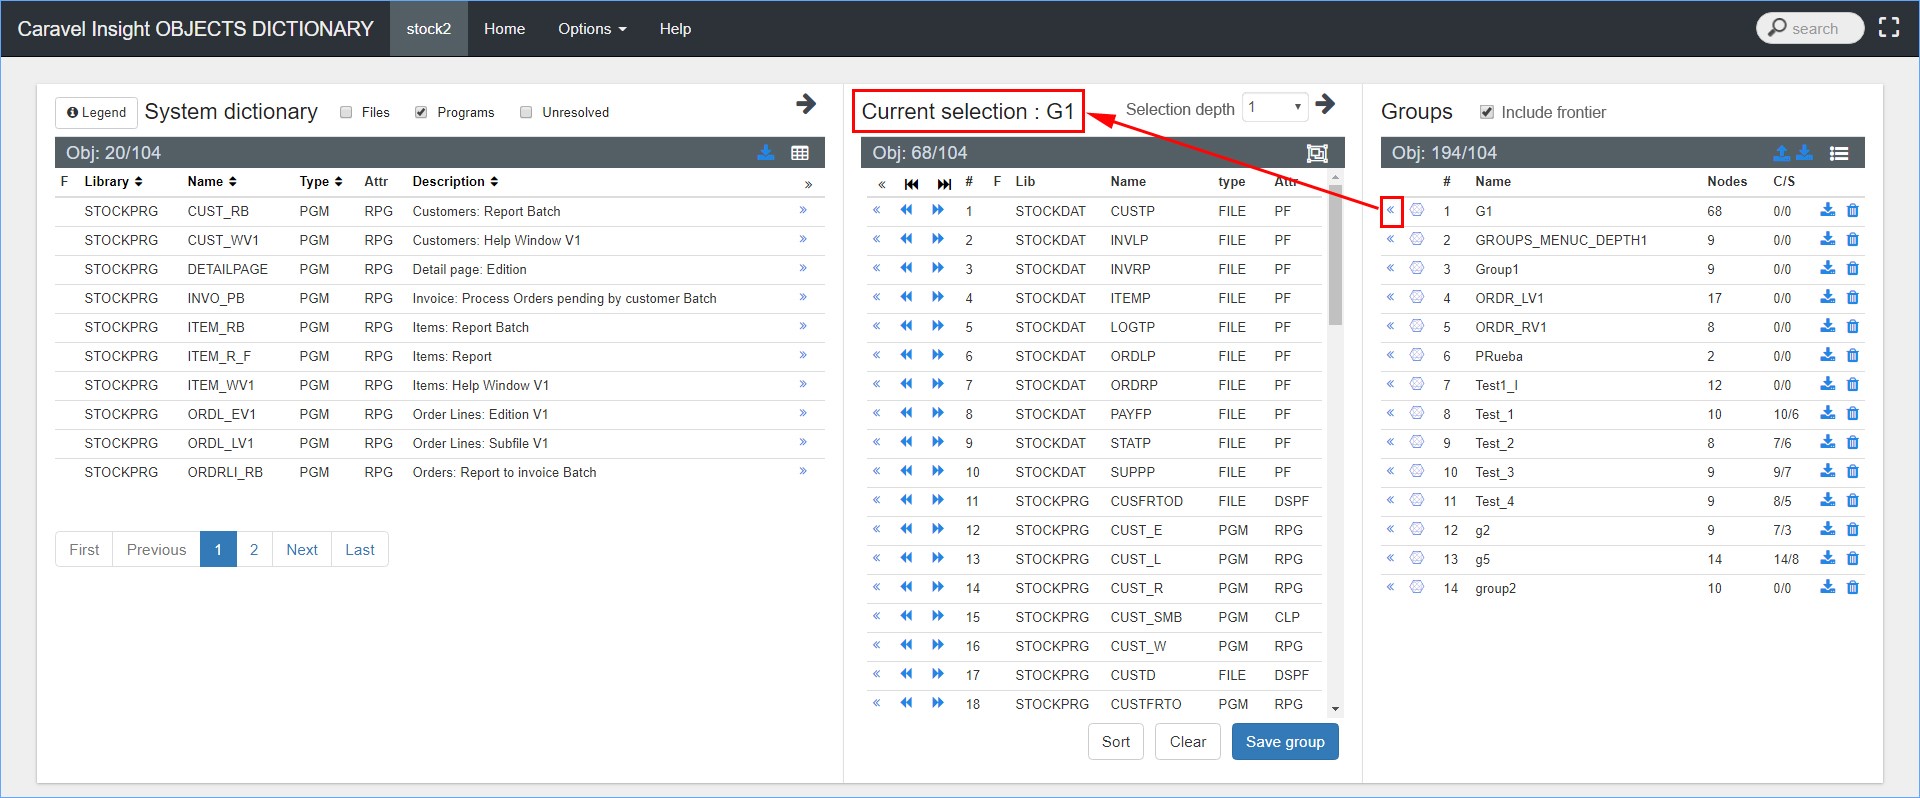 Caravel Insight OBJECTS DICTIONARY stock2 Home Options Help search
Legend System dictionary Files Programs Unresolved
Obj: 20/104
F Library Name Type Attr Description »
STOCKPRG CUST_RB PGM RPG Customers: Report Batch »
STOCKPRG CUST_WV1 PGM RPG Customers: Help Window V1 »
STOCKPRG DETAILPAGE PGM RPG Detail page: Edition »
STOCKPRG INVO_PB PGM RPG Invoice: Process Orders pending by customer Batch »
STOCKPRG ITEM_RB PGM RPG Items: Report Batch »
STOCKPRG ITEM_R_F PGM RPG Items: Report »
STOCKPRG ITEM_WV1 PGM RPG Items: Help Window V1 »
STOCKPRG ORDL_EV1 PGM RPG Order Lines: Edition V1 »
STOCKPRG ORDL_LV1 PGM RPG Order Lines: Subfile V1 »
STOCKPRG ORDRLI_RB PGM RPG Orders: Report to invoice Batch »
First Previous 1 2 Next Last
Current selection : G1 Selection depth 1
Obj: 68/104
« # F Lib Name type Attr
« 1 STOCKDAT CUSTP FILE PF
« 2 STOCKDAT INVLP FILE PF
« 3 STOCKDAT INVRP FILE PF
« 4 STOCKDAT ITEMP FILE PF
« 5 STOCKDAT LOGTP FILE PF
« 6 STOCKDAT ORDLP FILE PF
« 7 STOCKDAT ORDRP FILE PF
« 8 STOCKDAT PAYFP FILE PF
« 9 STOCKDAT STATP FILE PF
« 10 STOCKDAT SUPPP FILE PF
« 11 STOCKPRG CUSFRTOD FILE DSPF
« 12 STOCKPRG CUST_E PGM RPG
« 13 STOCKPRG CUST_L PGM RPG
« 14 STOCKPRG CUST_R PGM RPG
« 15 STOCKPRG CUST_SMB PGM CLP
« 16 STOCKPRG CUST_W PGM RPG
« 17 STOCKPRG CUSTD FILE DSPF
« 18 STOCKPRG CUSTFRTO PGM RPG
Sort Clear Save group
Groups Include frontier
Obj: 194/104
# Name Nodes C/S
« 1 G1 68 0/0
« 2 GROUPS_MENUC_DEPTH1 9 0/0
« 3 Group1 9 0/0
« 4 ORDR_LV1 17 0/0
« 5 ORDR_RV1 8 0/0
« 6 PRueba 2 0/0
« 7 Test1_I 12 0/0
« 8 Test_1 10 10/6
« 9 Test_2 8 7/6
« 10 Test_3 9 9/7
« 11 Test_4 9 8/5
« 12 g2 9 7/3
« 13 g5 14 14/8
« 14 group2 10 0/0